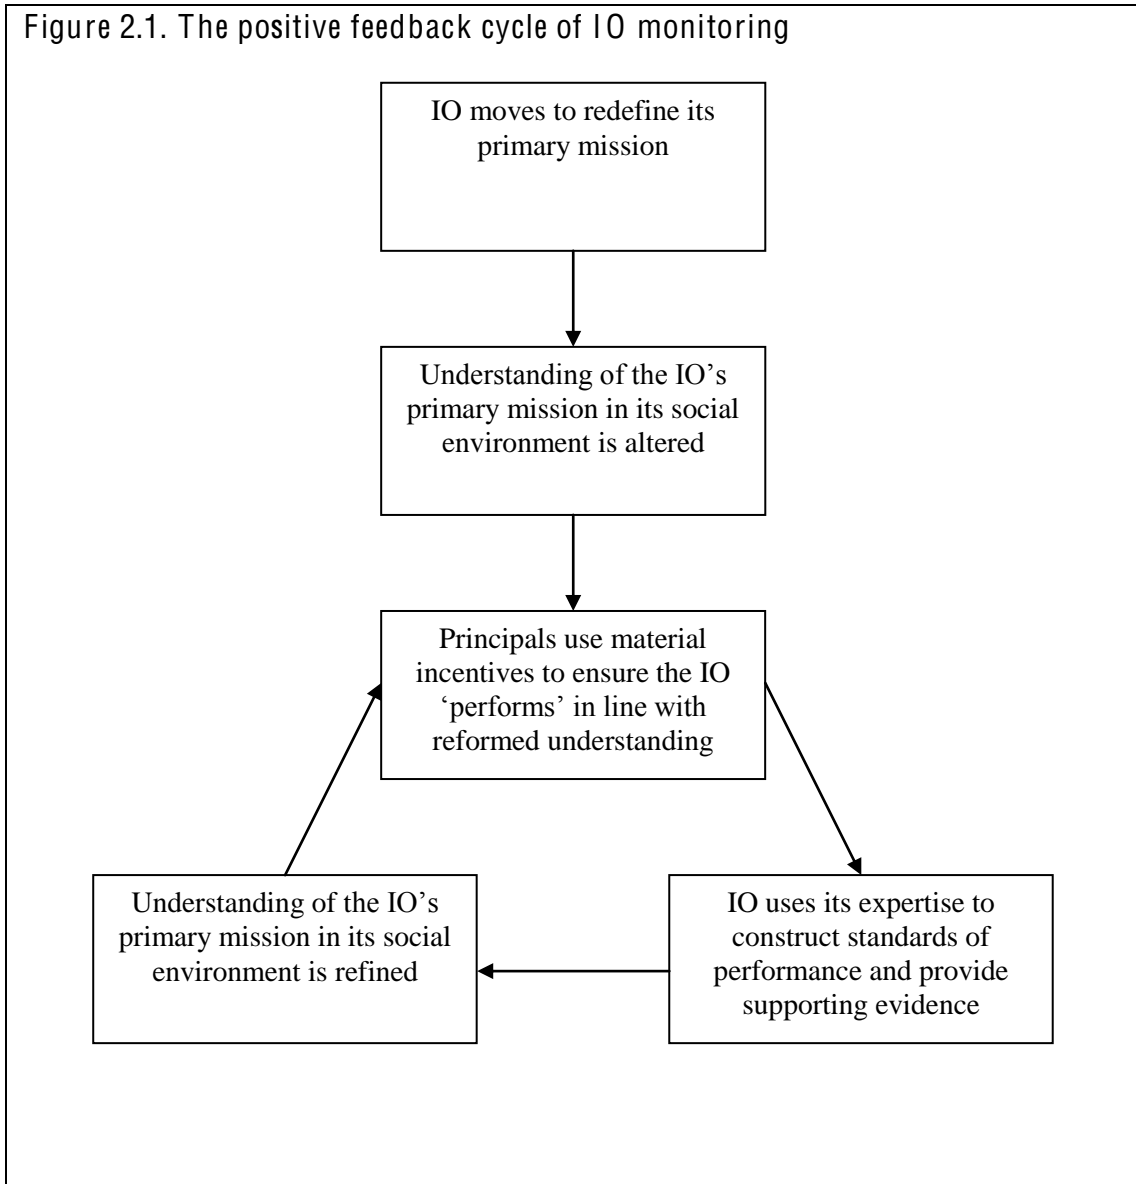 Figure 2.1. The positive feedback cycle of IO monitoring
IO moves to redefine its
primary mission
Understanding of the IO’s
primary mission in its social
environment is altered
Principals use material
incentives to ensure the IO
‘performs’ in line with
reformed understanding
Understanding of the IO’s
primary mission in its social
environment is refined
IO uses its expertise to
construct standards of
performance and provide
supporting evidence